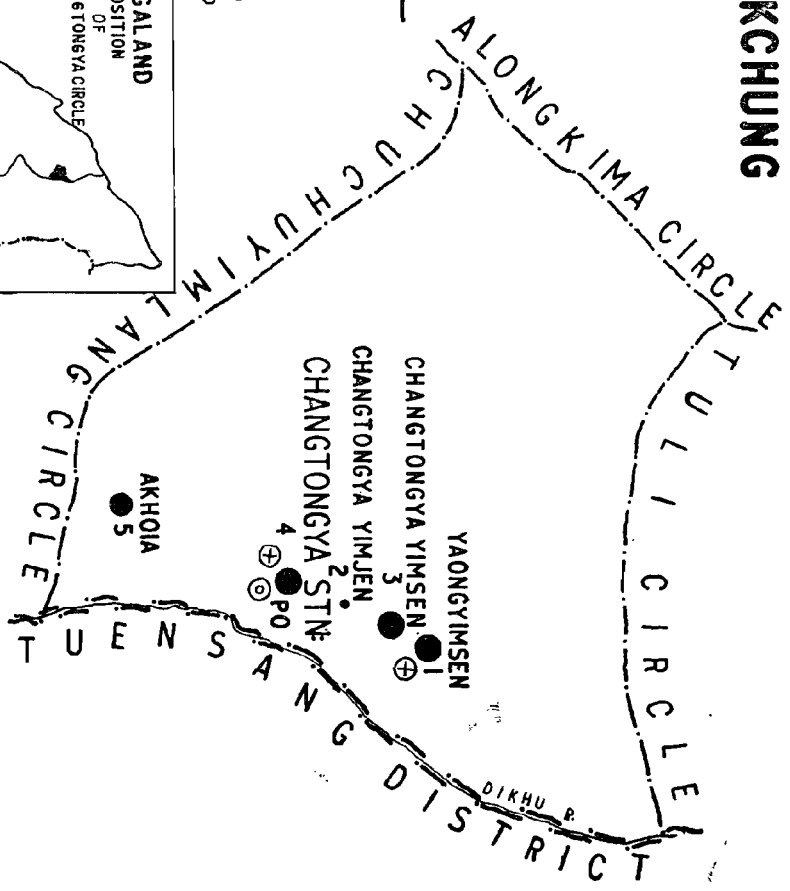 KCHUNG
ALONGKIMA CIRCLE
TULI CIRCLE
CHUCHUYIMLANG CIRCLE
YAONGYIMSEN
1
CHANGTONGYA YIMSEN
3
CHANGTONGYA YIMJEN
2
CHANGTONGYA STN.
4
PO
AKHOIA
5
DIKHU R.
TUENSANG DISTRICT
GALAND
OSITION
OF
GTONGYA CIRCLE